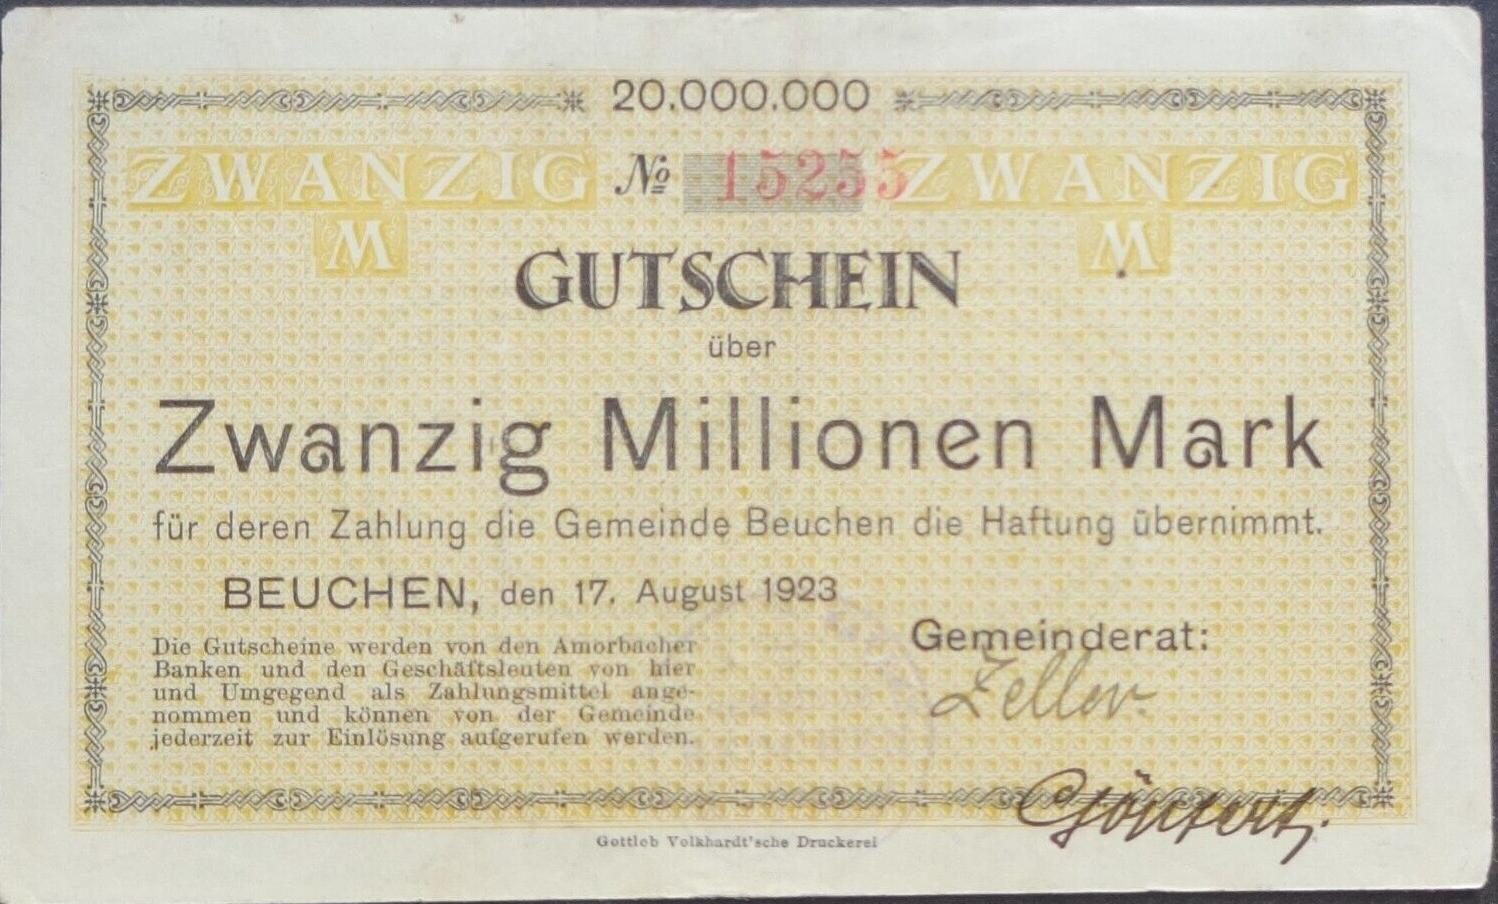 20.000.000
ZWANZIG № 15255 ZWANZIG
M M
GUTSCHEIN
über
Zwanzig Millionen Mark
für deren Zahlung die Gemeinde Beuchen die Haftung übernimmt.
BEUCHEN, den 17. August 1923
Die Gutscheine werden von den Amorbacher
Banken und den Geschäftsleuten von hier
und Umgegend als Zahlungsmittel ange-
nommen und können von der Gemeinde
jederzeit zur Einlösung aufgerufen werden.
Gemeinderat:
Zeller.
Gottlob Volkhardt'sche Druckerei